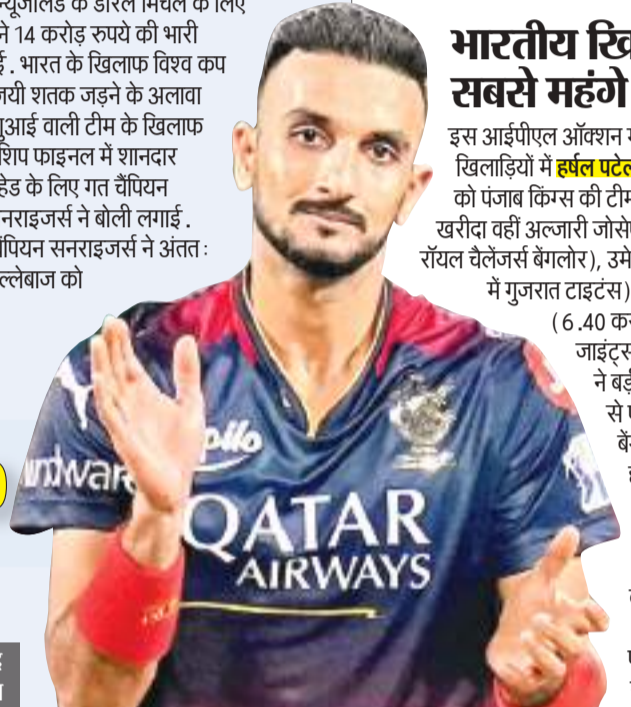 न्यूजीलैंड के डेरिल मिचेल के लिए
ने 14 करोड़ रुपये की भारी
ई. भारत के खिलाफ विश्व कप
जयी शतक जड़ने के अलावा
गुआई वाली टीम के खिलाफ
शिप फाइनल में शानदार
हेड के लिए गत चैंपियन
नराइजर्स ने बोली लगाई.
चैंपियन सनराइजर्स ने अंतत:
ल्लेबाज को
भारतीय खि
सबसे महंगे
इस आईपीएल ऑक्शन म
खिलाड़ियों में हर्षल पटेल
को पंजाब किंग्स की टीम
खरीदा वहीं अल्जारी जोसेफ
रॉयल चैलेंजर्स बेंगलोर), उमे
में गुजरात टाइटंस)
(6.40 कर
जाइंट्स
ने बड़ी
से प
बें
QATAR
AIRWAYS